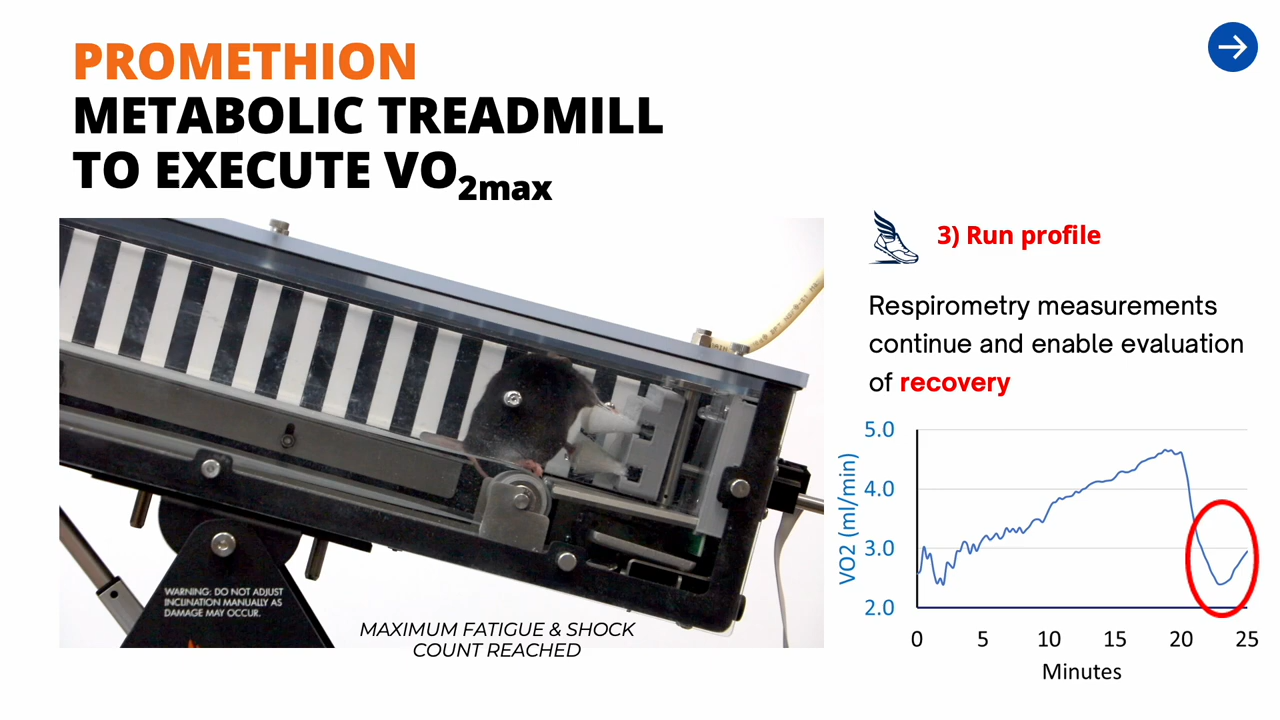 PROMETHION
METABOLIC TREADMILL
TO EXECUTE VO2max
3) Run profile
Respirometry measurements
continue and enable evaluation
of recovery
WARNING: DO NOT ADJUST
INCLINATION MANUALLY AS
DAMAGE MAY OCCUR.
MAXIMUM FATIGUE & SHOCK
COUNT REACHED
VO2 (ml/min)
5.0
4.0
3.0
2.0
0 5 10 15 20 25
Minutes